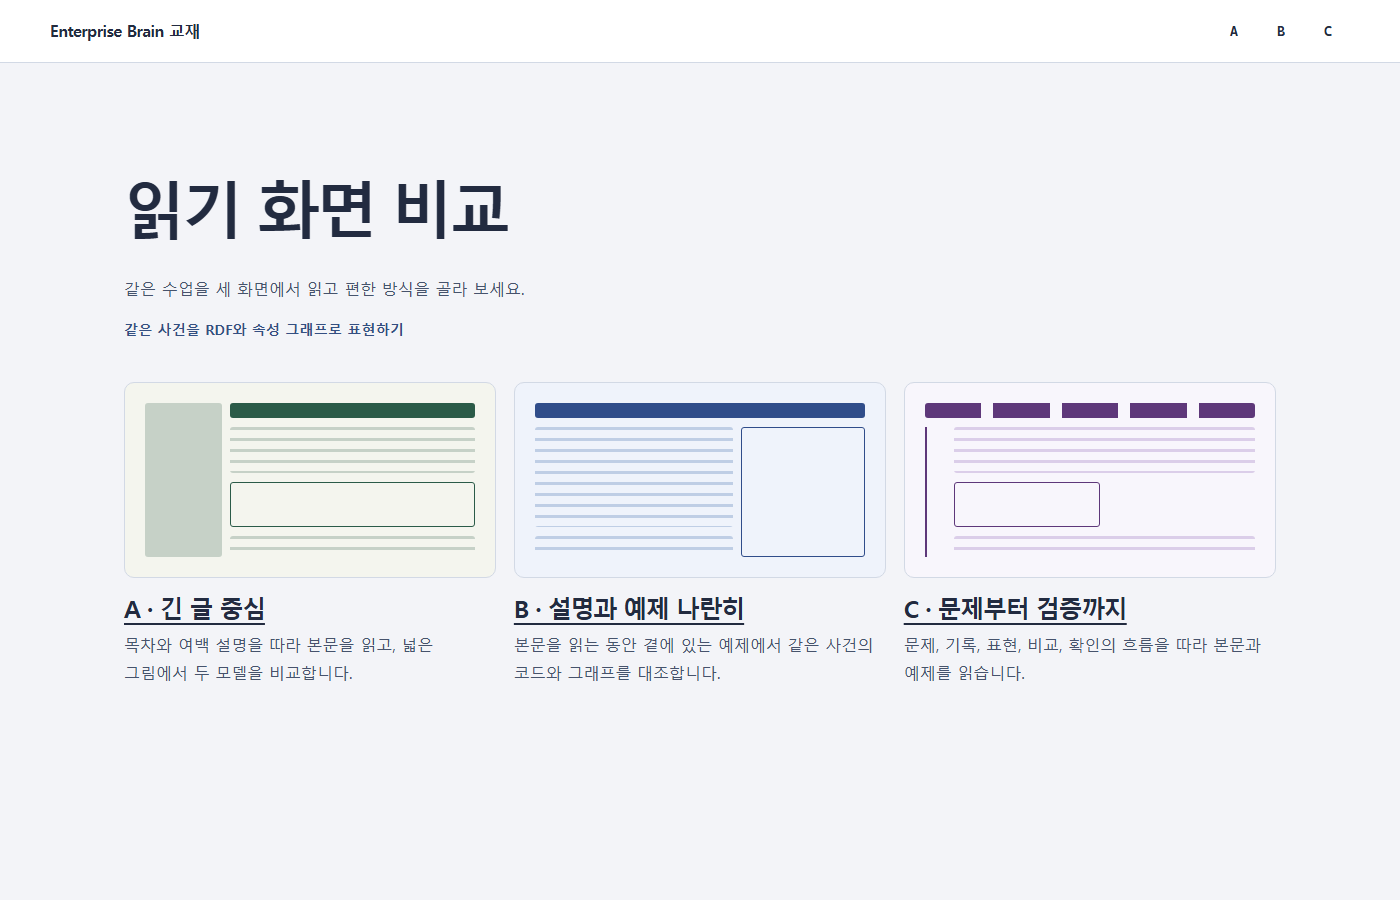 Enterprise Brain 교재
A B C
읽기 화면 비교
같은 수업을 세 화면에서 읽고 편한 방식을 골라 보세요.
같은 사건을 RDF와 속성 그래프로 표현하기
A · 긴 글 중심
목차와 여백 설명을 따라 본문을 읽고, 넓은
그림에서 두 모델을 비교합니다.
B · 설명과 예제 나란히
본문을 읽는 동안 곁에 있는 예제에서 같은 사건의
코드와 그래프를 대조합니다.
C · 문제부터 검증까지
문제, 기록, 표현, 비교, 확인의 흐름을 따라 본문과
예제를 읽습니다.